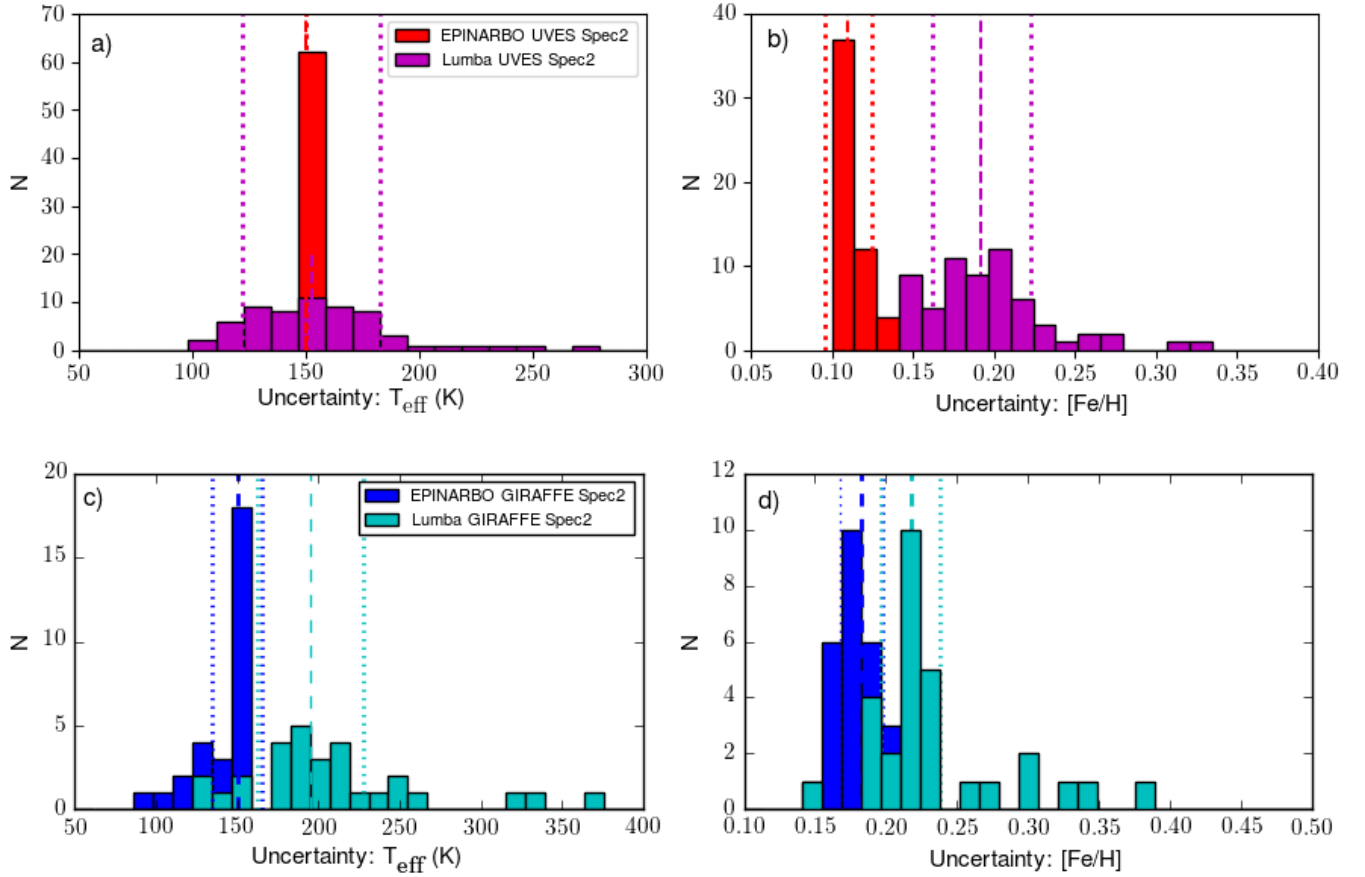 a)
EPINARBO UVES Spec2
Lumba UVES Spec2
N
70
60
50
40
30
20
10
0
50 100 150 200 250 300
Uncertainty: Teff (K)
b)
N
40
30
20
10
0
0.05 0.10 0.15 0.20 0.25 0.30 0.35 0.40
Uncertainty: [Fe/H]
c)
EPINARBO GIRAFFE Spec2
Lumba GIRAFFE Spec2
N
20
15
10
5
0
50 100 150 200 250 300 350 400
Uncertainty: Teff (K)
d)
N
12
10
8
6
4
2
0
0.10 0.15 0.20 0.25 0.30 0.35 0.40 0.45 0.50
Uncertainty: [Fe/H]